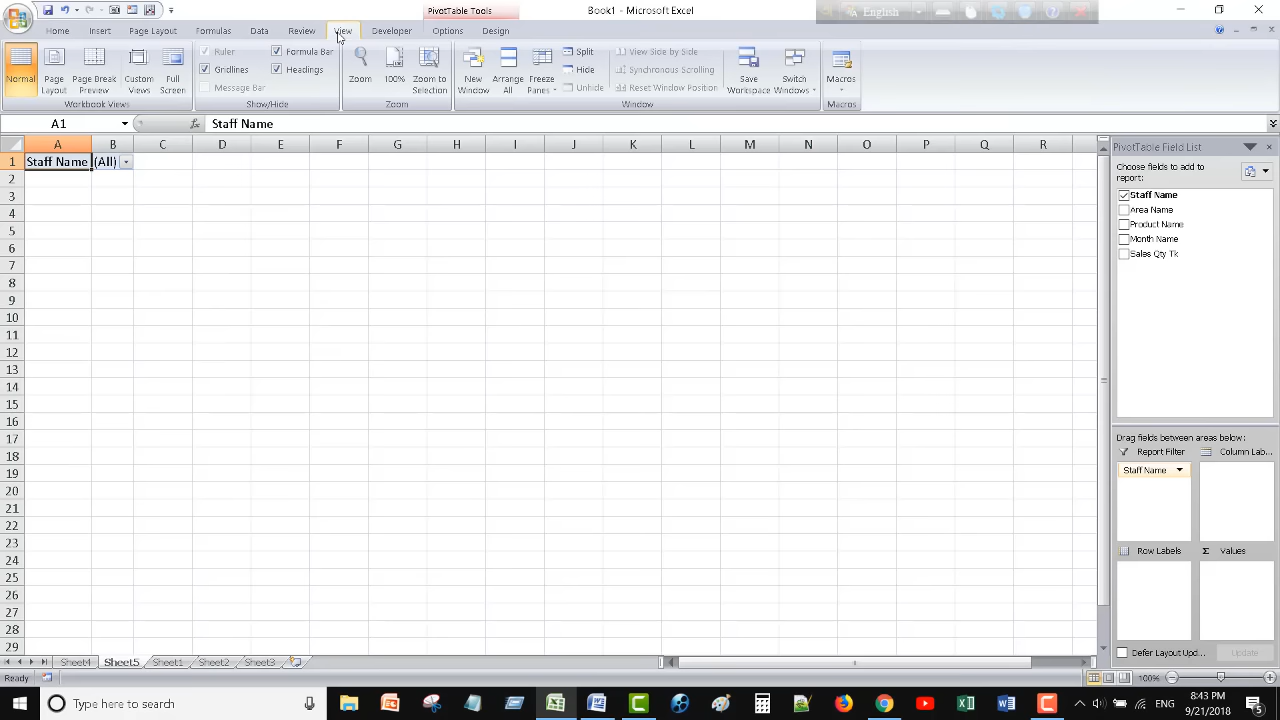 PivotTable Tools
Book1 - Microsoft Excel
English
Home Insert Page Layout Formulas Data Review View Developer Options Design
Normal Page Layout Page Break Preview Custom Views Full Screen
Workbook Views
Ruler Formula Bar
Gridlines Headings
Message Bar
Show/Hide
Zoom 100% Zoom to Selection
Zoom
New Window Arrange All Freeze Panes
Split View Side by Side
Hide Synchronous Scrolling
Unhide Reset Window Position
Save Workspace Switch Windows
Window
Macros
Macros
A1 fx Staff Name
A B C D E F G H I J K L M N O P Q R
1 Staff Name (All)
2
3
4
5
6
7
8
9
10
11
12
13
14
15
16
17
18
19
20
21
22
23
24
25
26
27
28
29
PivotTable Field List
Choose fields to add to
report:
Staff Name
Area Name
Product Name
Month Name
Sales Qty Tk
Drag fields between areas below:
Report Filter Column Lab...
Staff Name
Row Labels Σ Values
Defer Layout Upd... Update
Sheet4 Sheet5 Sheet1 Sheet2 Sheet3
Ready 100%
Type here to search
ENG
8:43 PM
9/21/2018
5